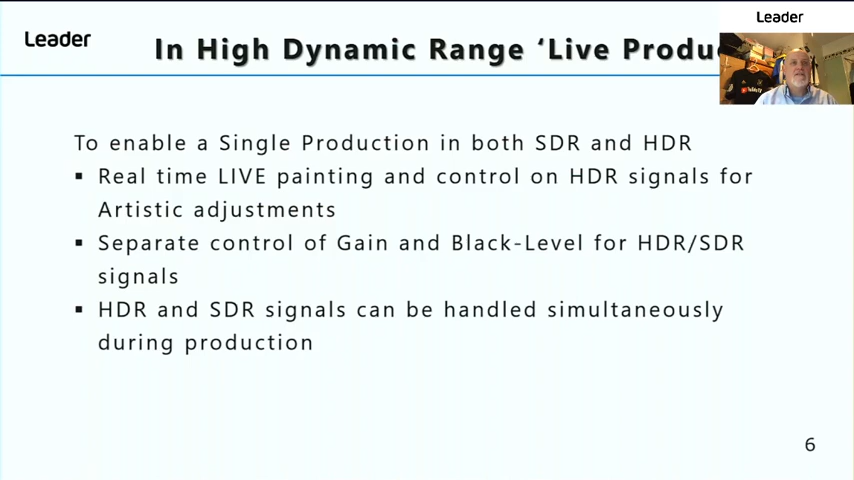 Leader
In High Dynamic Range ‘Live
Leader
To enable a Single Production in both SDR and HDR
▪ Real time LIVE painting and control on HDR signals for
Artistic adjustments
▪ Separate control of Gain and Black-Level for HDR/SDR
signals
▪ HDR and SDR signals can be handled simultaneously
during production
6